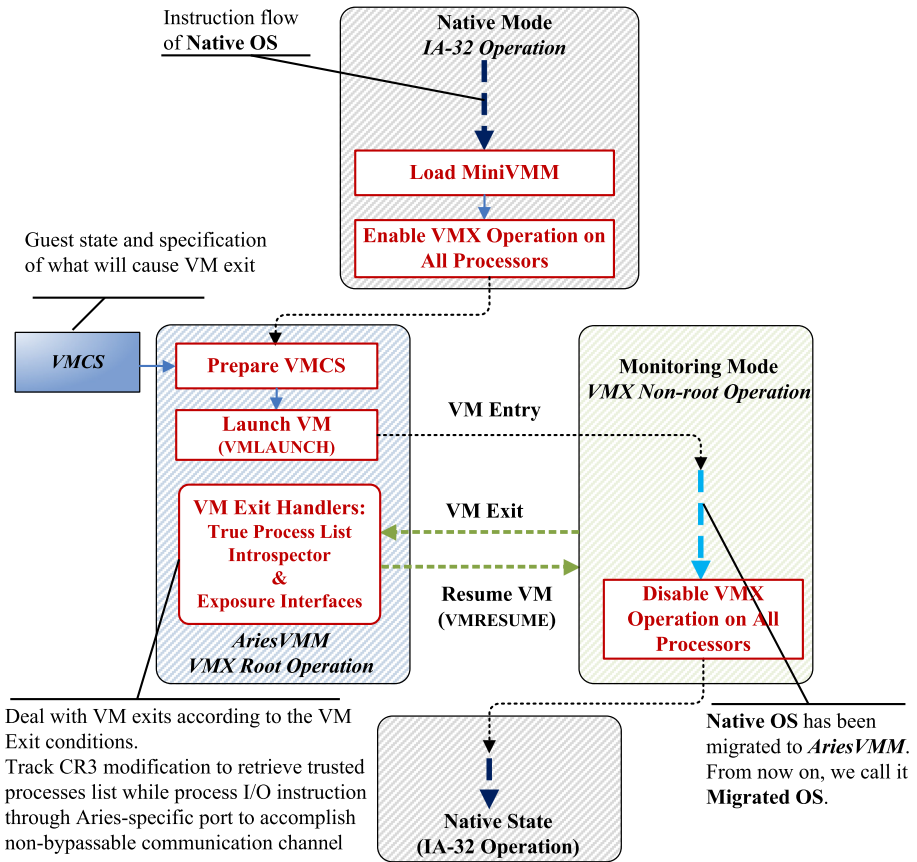 Instruction flow
of Native OS
Native Mode
IA-32 Operation
Load MiniVMM
Enable VMX Operation on
All Processors
Guest state and specification
of what will cause VM exit
VMCS
Prepare VMCS
Launch VM
(VMLAUNCH)
VM Entry
Monitoring Mode
VMX Non-root Operation
VM Exit Handlers:
True Process List
Introspector
&
Exposure Interfaces
VM Exit
Resume VM
(VMRESUME)
Disable VMX
Operation on All
Processors
AriesVMM
VMX Root Operation
Deal with VM exits according to the VM
Exit conditions.
Track CR3 modification to retrieve trusted
processes list while process I/O instruction
through Aries-specific port to accomplish
non-bypassable communication channel
Native OS has been
migrated to AriesVMM.
From now on, we call it
Migrated OS.
Native State
(IA-32 Operation)